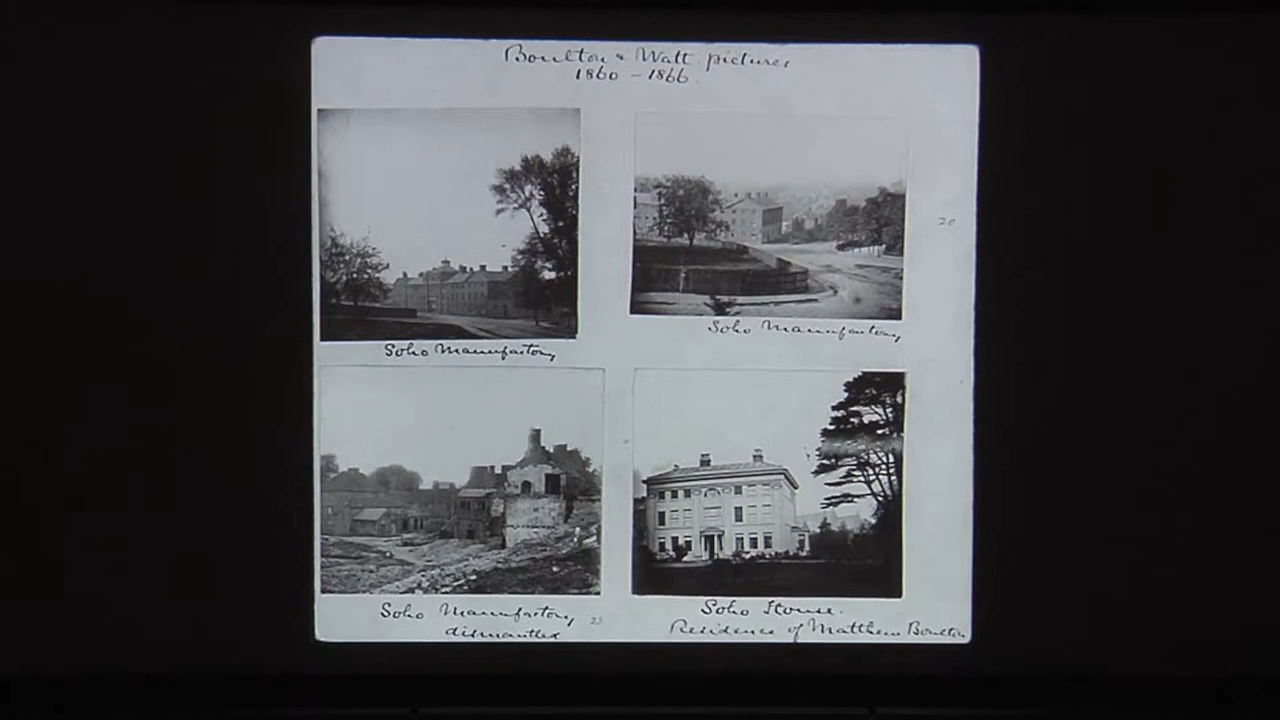 Boulton & Watt pictures
1860 - 1866.
20
Soho Manufactory
Soho Manufactory
Soho Manufactory
dismantled
23
Soho House.
Residence of Matthew Boulton